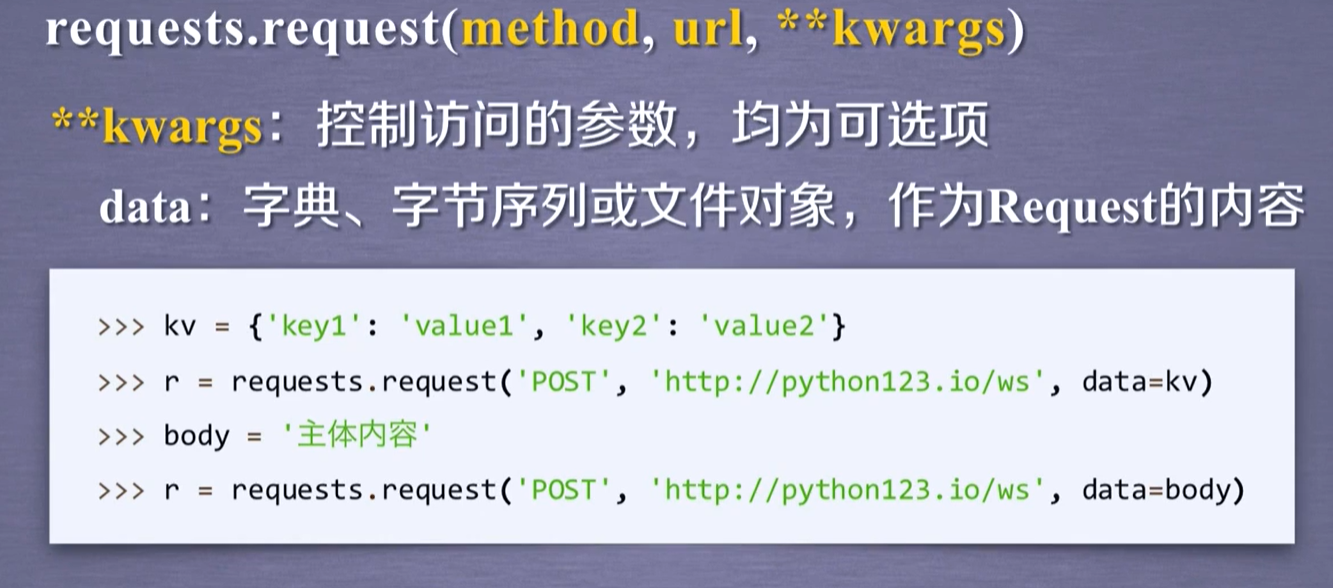 requests.request(method, url, **kwargs)
**kwargs：控制访问的参数，均为可选项
data：字典、字节序列或文件对象，作为Request的内容
>>> kv = {'key1': 'value1', 'key2': 'value2'}
>>> r = requests.request('POST', 'http://python123.io/ws', data=kv)
>>> body = '主体内容'
>>> r = requests.request('POST', 'http://python123.io/ws', data=body)